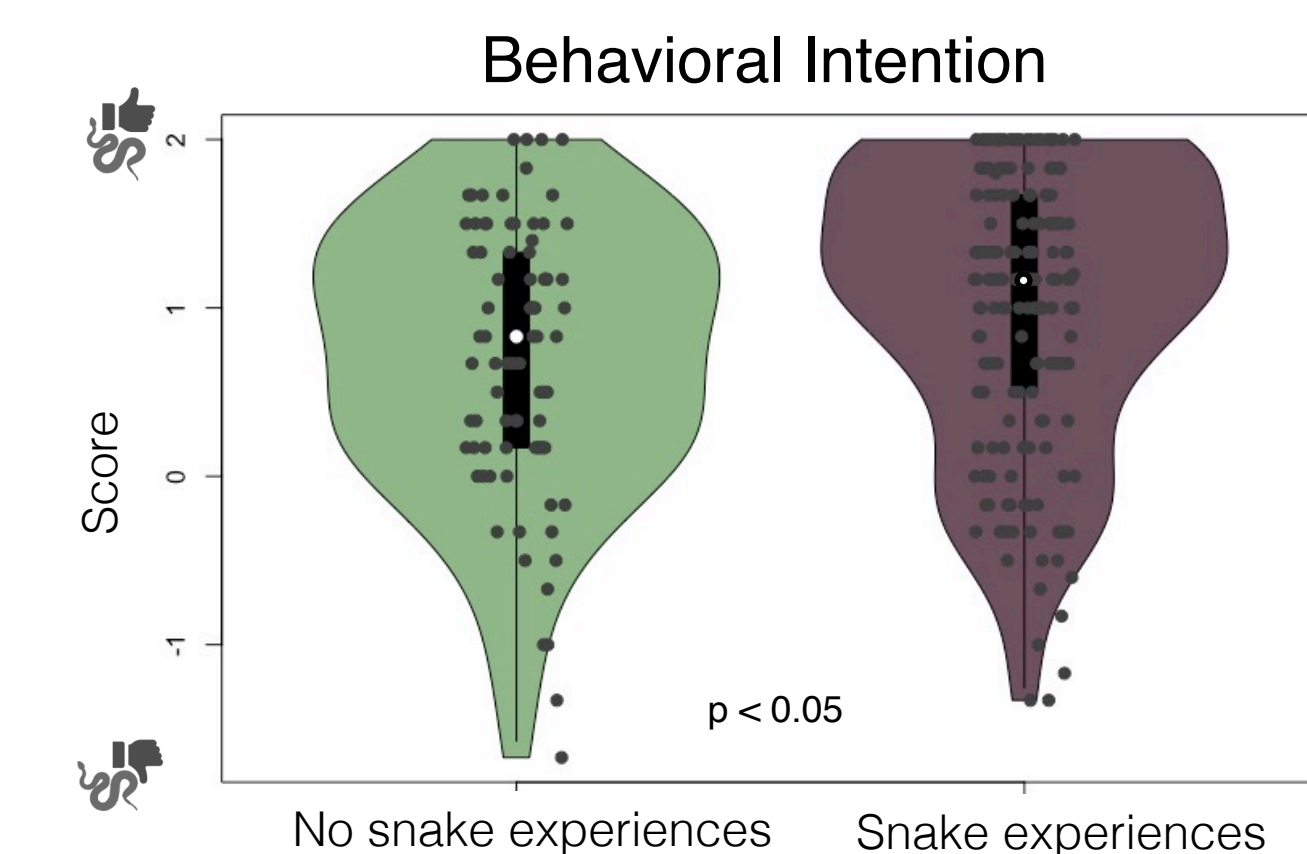 Behavioral Intention
2
1
0
-1
Score
p < 0.05
No snake experiences
Snake experiences